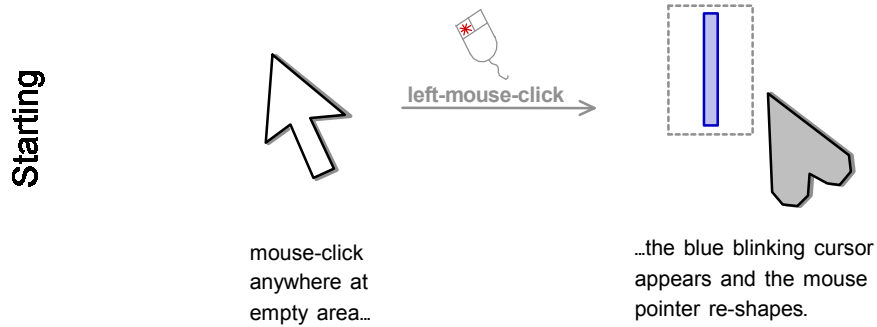 Starting
left-mouse-click
mouse-click
anywhere at
empty area...
...the blue blinking cursor
appears and the mouse
pointer re-shapes.